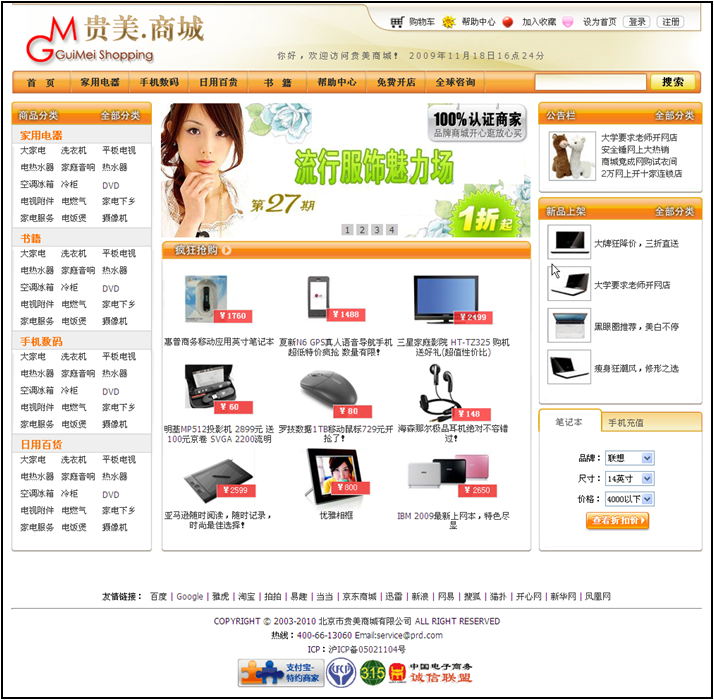 购物车 帮助中心 加入收藏 设为首页 登录 注册
GM 贵美.商城
GuiMei Shopping
你好，欢迎访问贵美商城！ 2009年11月18日16点24分
首 页 家用电器 手机数码 日用百货 书 籍 帮助中心 免费开店 全球咨询 搜索
商品分类 全部分类
家用电器
大家电 洗衣机 平板电视
电热水器 家庭音响 热水器
空调冰箱 冷柜 DVD
电视附件 电燃气 家电下乡
家电服务 电饭煲 摄像机
书籍
大家电 洗衣机 平板电视
电热水器 家庭音响 热水器
空调冰箱 冷柜 DVD
电视附件 电燃气 家电下乡
家电服务 电饭煲 摄像机
手机数码
大家电 洗衣机 平板电视
电热水器 家庭音响 热水器
空调冰箱 冷柜 DVD
电视附件 电燃气 家电下乡
家电服务 电饭煲 摄像机
日用百货
大家电 洗衣机 平板电视
电热水器 家庭音响 热水器
空调冰箱 冷柜 DVD
电视附件 电燃气 家电下乡
家电服务 电饭煲 摄像机
100%认证商家
品牌商城开心逛放心买
流行服饰魅力场
第27期
1折起
1 2 3 4
疯狂抢购
￥1760 ￥1488 ￥2499
惠普商务移动应用英寸笔记本
夏新N6 GPS真人语音导航手机
超低特价疯抢 数量有限！
三星家庭影院 HT-TZ325 购机
送好礼(超值性价比)
￥60 ￥80 ￥148
明基MP512投影机 2899元 送
100元京卷 SVGA 2200流明
罗技数据1TB移动鼠标729元开
抢了！
海森那尔极品耳机绝对不容错
过！
￥2599 ￥800 ￥2650
亚马逊随时阅读，随时记录，
时尚最佳选择！
优雅相框
IBM 2009最新上网本，特色尽
显
公告栏 全部分类
大学要求老师开网店
安全锤网上大热销
商城竟成网购试衣间
2万网上开十家连锁店
新品上架 全部分类
大牌狂降价，三折直送
大学要求老师开网店
黑眼圈推荐，美白不停
瘦身狂潮风，修形之选
笔记本 手机充值
品牌： 联想
尺寸： 14英寸
价格： 4000以下
查看折扣价
友情链接： 百度 | Google | 雅虎 | 淘宝 | 拍拍 | 易趣 | 当当 | 京东商城 | 迅雷 | 新浪 | 网易 | 搜狐 | 猫扑 | 开心网 | 新华网 | 凤凰网
COPYRIGHT © 2003-2010 北京市贵美商城有限公司 ALL RIGHT RESERVED
热线：400-66-13060 Email:service@prd.com
ICP：沪ICP备05021104号
支付宝-
特约商家
315
中国电子商务
诚信联盟